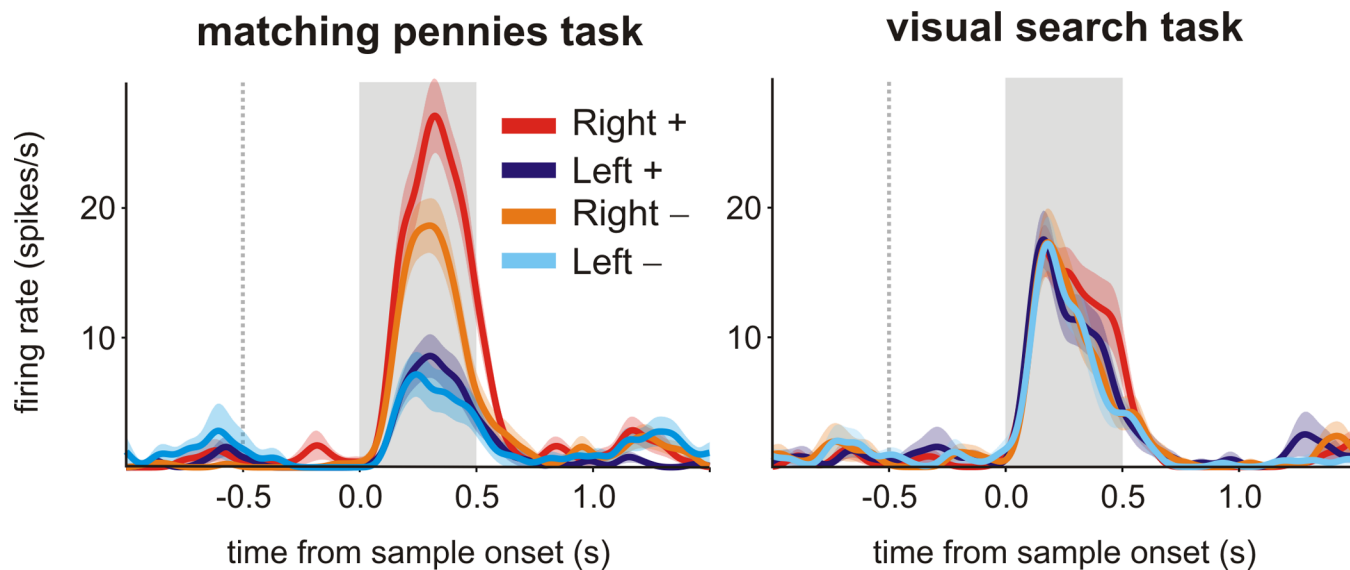 matching pennies task
visual search task
firing rate (spikes/s)
20
10
-0.5
0.0
0.5
1.0
time from sample onset (s)
Right +
Left +
Right –
Left –
20
10
-0.5
0.0
0.5
1.0
time from sample onset (s)